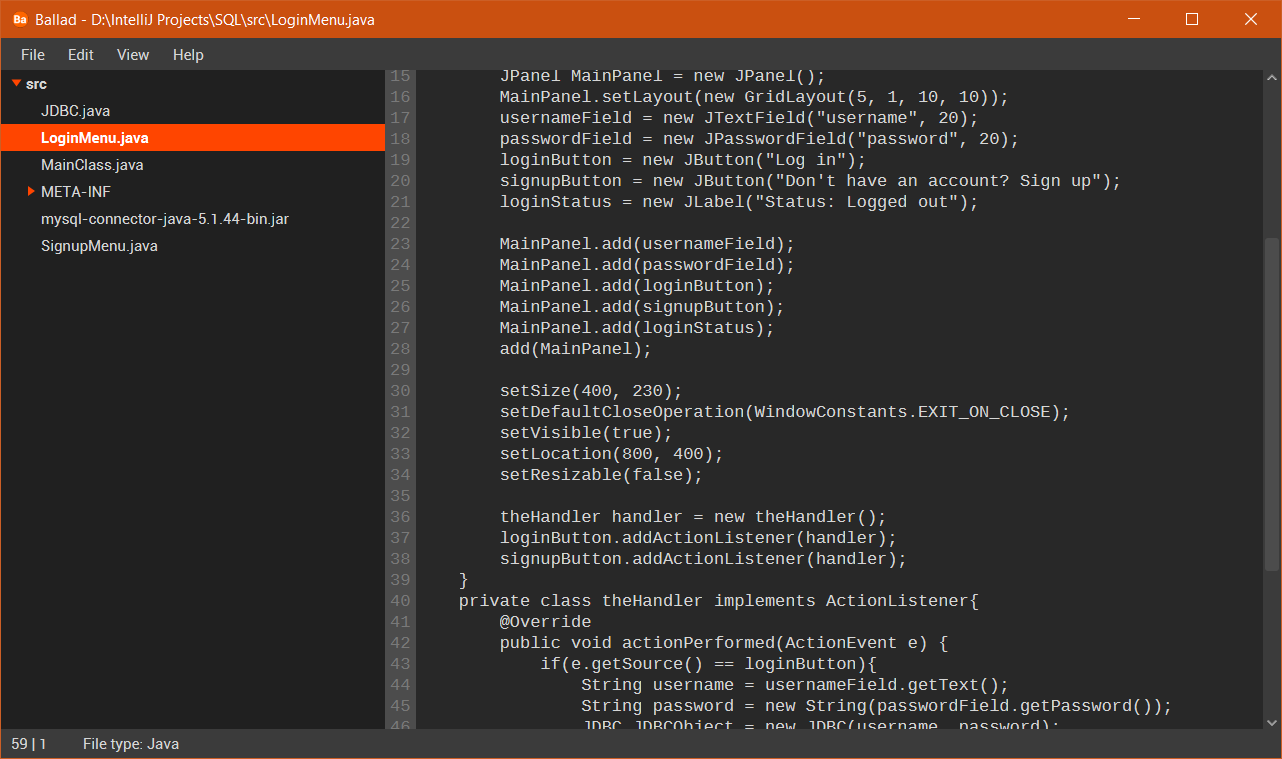 Ba Ballad - D:\IntelliJ Projects\SQL\src\LoginMenu.java
File Edit View Help
src
JDBC.java
LoginMenu.java
MainClass.java
META-INF
mysql-connector-java-5.1.44-bin.jar
SignupMenu.java
15 JPanel MainPanel = new JPanel();
16 MainPanel.setLayout(new GridLayout(5, 1, 10, 10));
17 usernameField = new JTextField("username", 20);
18 passwordField = new JPasswordField("password", 20);
19 loginButton = new JButton("Log in");
20 signupButton = new JButton("Don't have an account? Sign up");
21 loginStatus = new JLabel("Status: Logged out");
22
23 MainPanel.add(usernameField);
24 MainPanel.add(passwordField);
25 MainPanel.add(loginButton);
26 MainPanel.add(signupButton);
27 MainPanel.add(loginStatus);
28 add(MainPanel);
29
30 setSize(400, 230);
31 setDefaultCloseOperation(WindowConstants.EXIT_ON_CLOSE);
32 setVisible(true);
33 setLocation(800, 400);
34 setResizable(false);
35
36 theHandler handler = new theHandler();
37 loginButton.addActionListener(handler);
38 signupButton.addActionListener(handler);
39 }
40 private class theHandler implements ActionListener{
41 @Override
42 public void actionPerformed(ActionEvent e) {
43 if(e.getSource() == loginButton){
44 String username = usernameField.getText();
45 String password = new String(passwordField.getPassword());
46 JDBC JDBCObject = new JDBC(username, password);
59 | 1 File type: Java